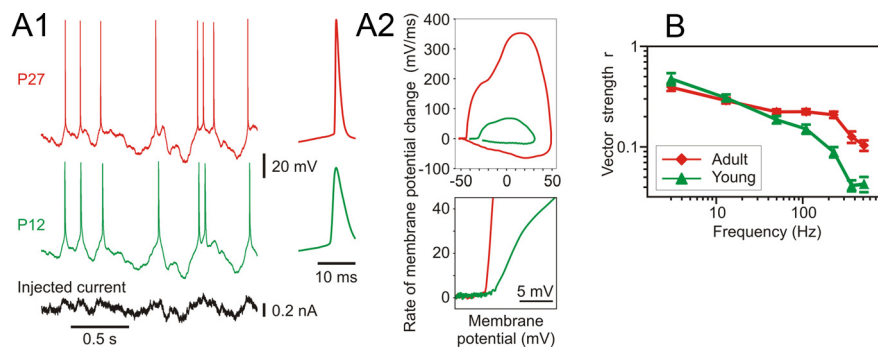 A1
P27
20 mV
P12
10 ms
Injected current
0.2 nA
0.5 s
A2
Rate of membrane potential change (mV/ms)
400
300
200
100
0
-100
-50
0
50
40
30
20
10
0
5 mV
Membrane
potential (mV)
B
Vector strength r
1
0.1
Adult
Young
10
100
Frequency (Hz)